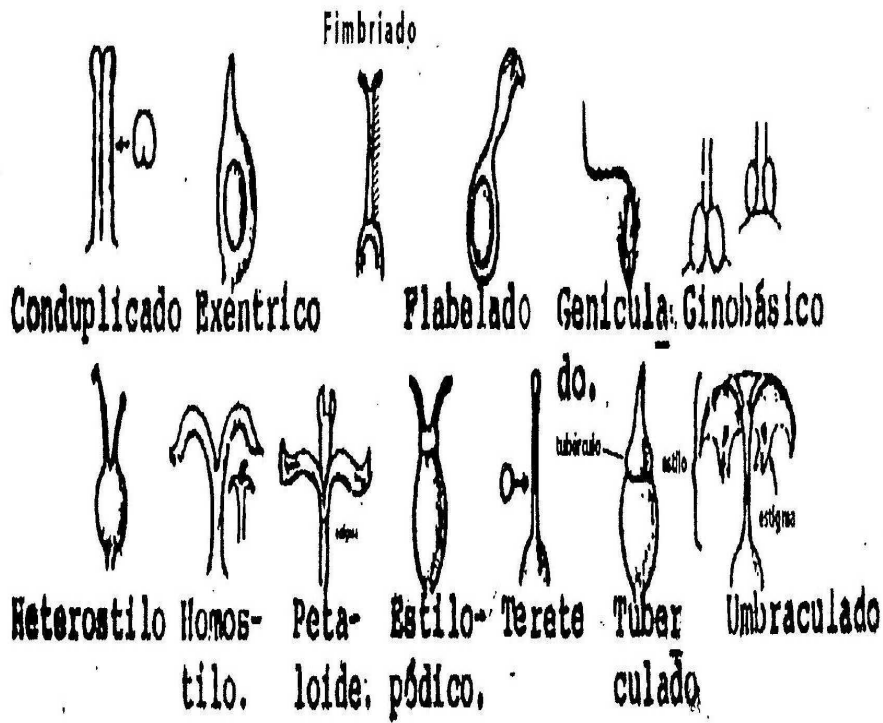 Fimbriado
Conduplicado Exéntrico Flabelado Genicula- Ginobásico
do.
tubérculo
estilo
estigma
estigma
Heterostilo Homos- Peta- Estilo- Terete Tuber Umbraculado
tilo. loide. pódico. culado